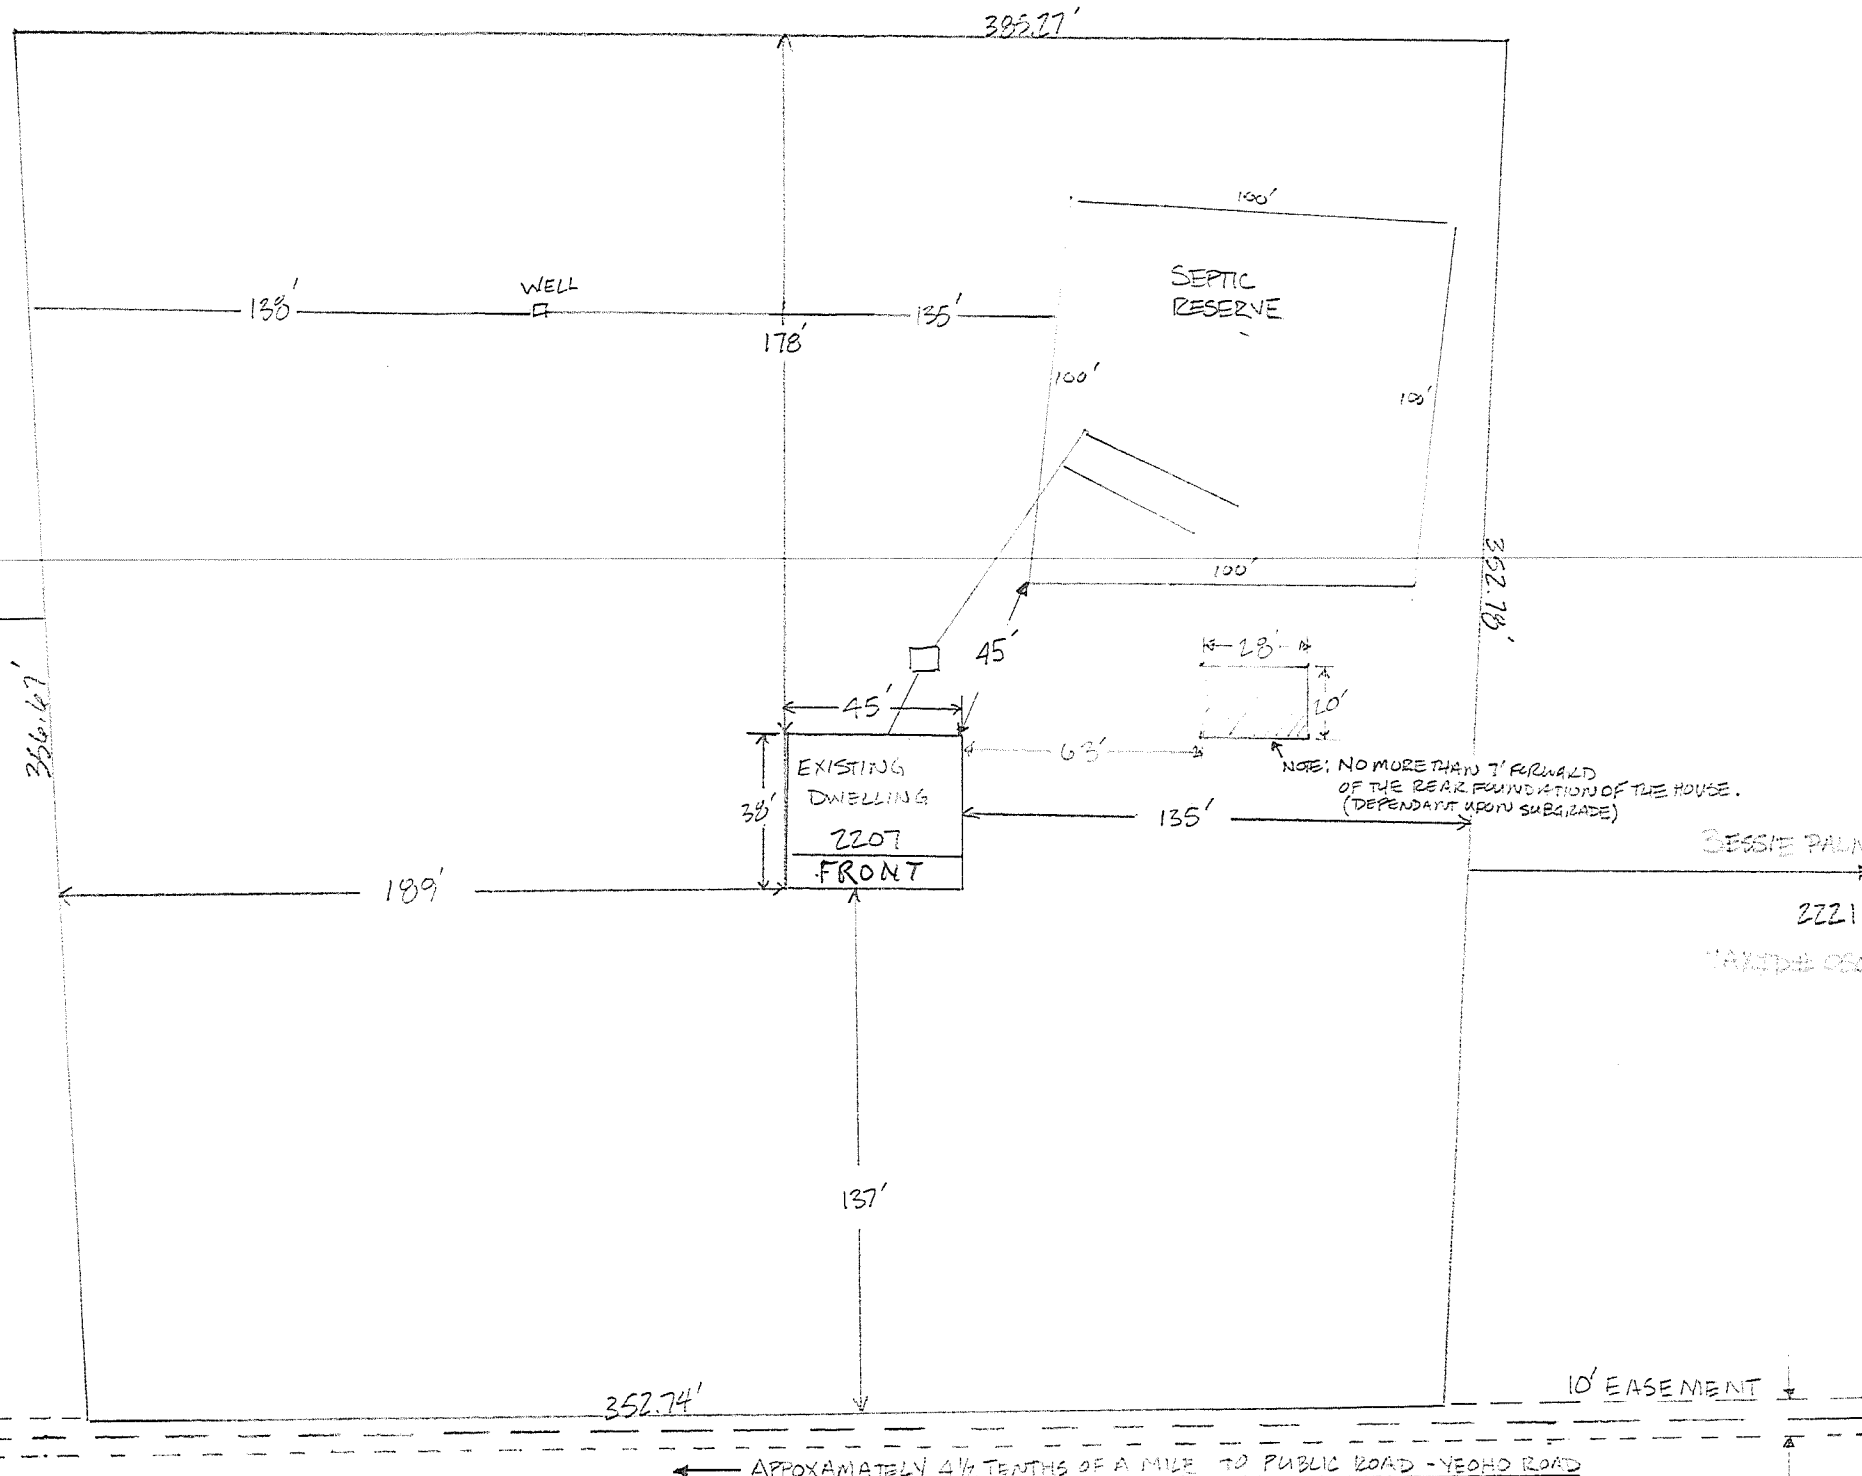 385.27'
100'
SEPTIC
RESERVE
WELL
138'
135'
178'
100'
100'
100'
352.78'
45'
28'
20'
45'
356.67'
63'
EXISTING
DWELLING
2207
FRONT
38'
NOTE: NO MORE THAN 7' FORWARD
OF THE REAR FOUNDATION OF THE HOUSE.
(DEPENDANT UPON SUBGRADE)
135'
BESSIE
2221
189'
137'
352.74'
10' EASEMENT
APPOXAMATELY 4½ TENTHS OF A MILE TO PUBLIC ROAD - YEOHO ROAD